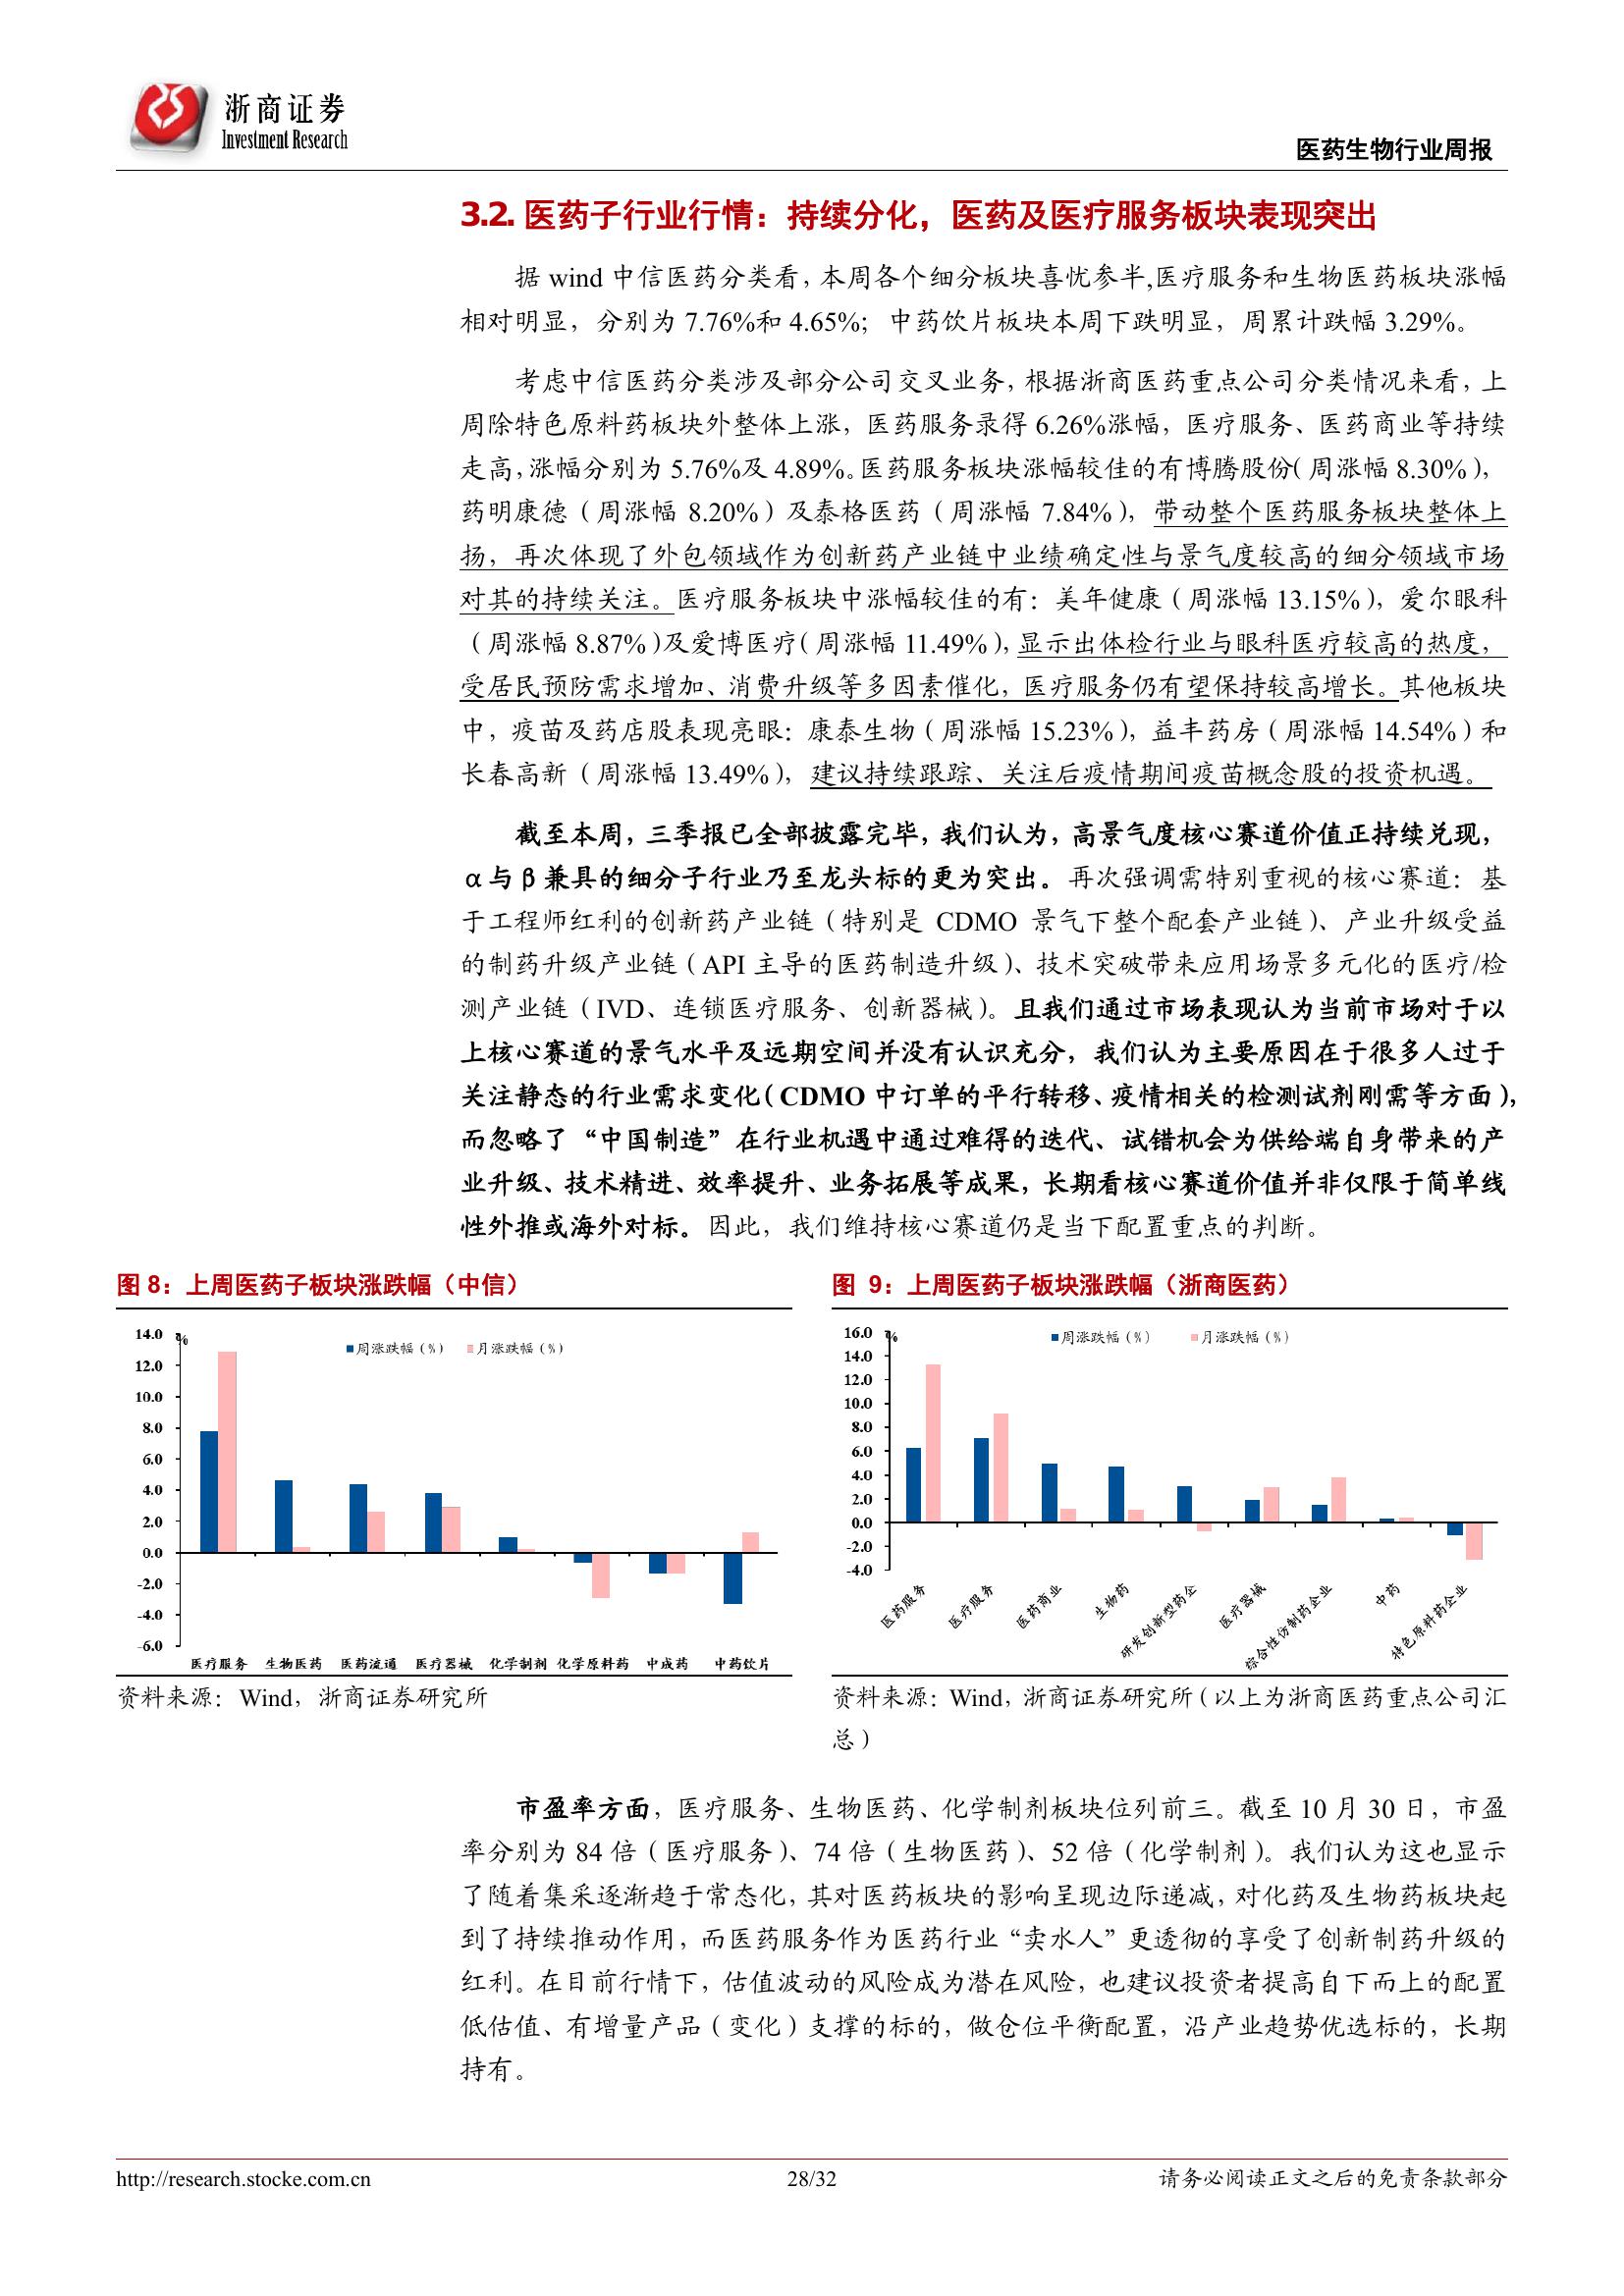 浙商证券
Investment Research
医药生物行业周报
3.2. 医药子行业行情：持续分化，医药及医疗服务板块表现突出
据 wind 中信医药分类看，本周各个细分板块喜忧参半,医疗服务和生物医药板块涨幅
相对明显，分别为 7.76%和 4.65%；中药饮片板块本周下跌明显，周累计跌幅 3.29%。
考虑中信医药分类涉及部分公司交叉业务，根据浙商医药重点公司分类情况来看，上
周除特色原料药板块外整体上涨，医药服务录得 6.26%涨幅，医疗服务、医药商业等持续
走高，涨幅分别为 5.76%及 4.89%。医药服务板块涨幅较佳的有博腾股份（周涨幅 8.30%），
药明康德（周涨幅 8.20%）及泰格医药（周涨幅 7.84%），带动整个医药服务板块整体上
扬，再次体现了外包领域作为创新药产业链中业绩确定性与景气度较高的细分领域市场
对其的持续关注。医疗服务板块中涨幅较佳的有：美年健康（周涨幅 13.15%），爱尔眼科
（周涨幅 8.87%）及爱博医疗（周涨幅 11.49%），显示出体检行业与眼科医疗较高的热度，
受居民预防需求增加、消费升级等多因素催化，医疗服务仍有望保持较高增长。其他板块
中，疫苗及药店股表现亮眼：康泰生物（周涨幅 15.23%），益丰药房（周涨幅 14.54%）和
长春高新（周涨幅 13.49%），建议持续跟踪、关注后疫情期间疫苗概念股的投资机遇。
截至本周，三季报已全部披露完毕，我们认为，高景气度核心赛道价值正持续兑现，
α与β兼具的细分子行业乃至龙头标的更为突出。再次强调需特别重视的核心赛道：基
于工程师红利的创新药产业链（特别是 CDMO 景气下整个配套产业链）、产业升级受益
的制药升级产业链（API 主导的医药制造升级）、技术突破带来应用场景多元化的医疗/检
测产业链（IVD、连锁医疗服务、创新器械）。且我们通过市场表现认为当前市场对于以
上核心赛道的景气水平及远期空间并没有认识充分，我们认为主要原因在于很多人过于
关注静态的行业需求变化（CDMO 中订单的平行转移、疫情相关的检测试剂刚需等方面），
而忽略了“中国制造”在行业机遇中通过难得的迭代、试错机会为供给端自身带来的产
业升级、技术精进、效率提升、业务拓展等成果，长期看核心赛道价值并非仅限于简单线
性外推或海外对标。因此，我们维持核心赛道仍是当下配置重点的判断。
图 8：上周医药子板块涨跌幅（中信）
14.0
%
周涨跌幅（%） 月涨跌幅（%）
12.0
10.0
8.0
6.0
4.0
2.0
0.0
-2.0
-4.0
-6.0
医疗服务 生物医药 医药流通 医疗器械 化学制剂 化学原料药 中成药 中药饮片
资料来源：Wind，浙商证券研究所
图 9：上周医药子板块涨跌幅（浙商医药）
16.0
%
周涨跌幅（%） 月涨跌幅（%）
14.0
12.0
10.0
8.0
6.0
4.0
2.0
0.0
-2.0
-4.0
医药服务 医疗服务 医药商业 生物药 研发创新型药企 医疗器械 综合性仿制药企业 中药 特色原料药企业
资料来源：Wind，浙商证券研究所（以上为浙商医药重点公司汇
总）
市盈率方面，医疗服务、生物医药、化学制剂板块位列前三。截至 10 月 30 日，市盈
率分别为 84 倍（医疗服务）、74 倍（生物医药）、52 倍（化学制剂）。我们认为这也显示
了随着集采逐渐趋于常态化，其对医药板块的影响呈现边际递减，对化药及生物药板块起
到了持续推动作用，而医药服务作为医药行业“卖水人”更透彻的享受了创新制药升级的
红利。在目前行情下，估值波动的风险成为潜在风险，也建议投资者提高自下而上的配置
低估值、有增量产品（变化）支撑的标的，做仓位平衡配置，沿产业趋势优选标的，长期
持有。
http://research.stocke.com.cn
28/32
请务必阅读正文之后的免责条款部分